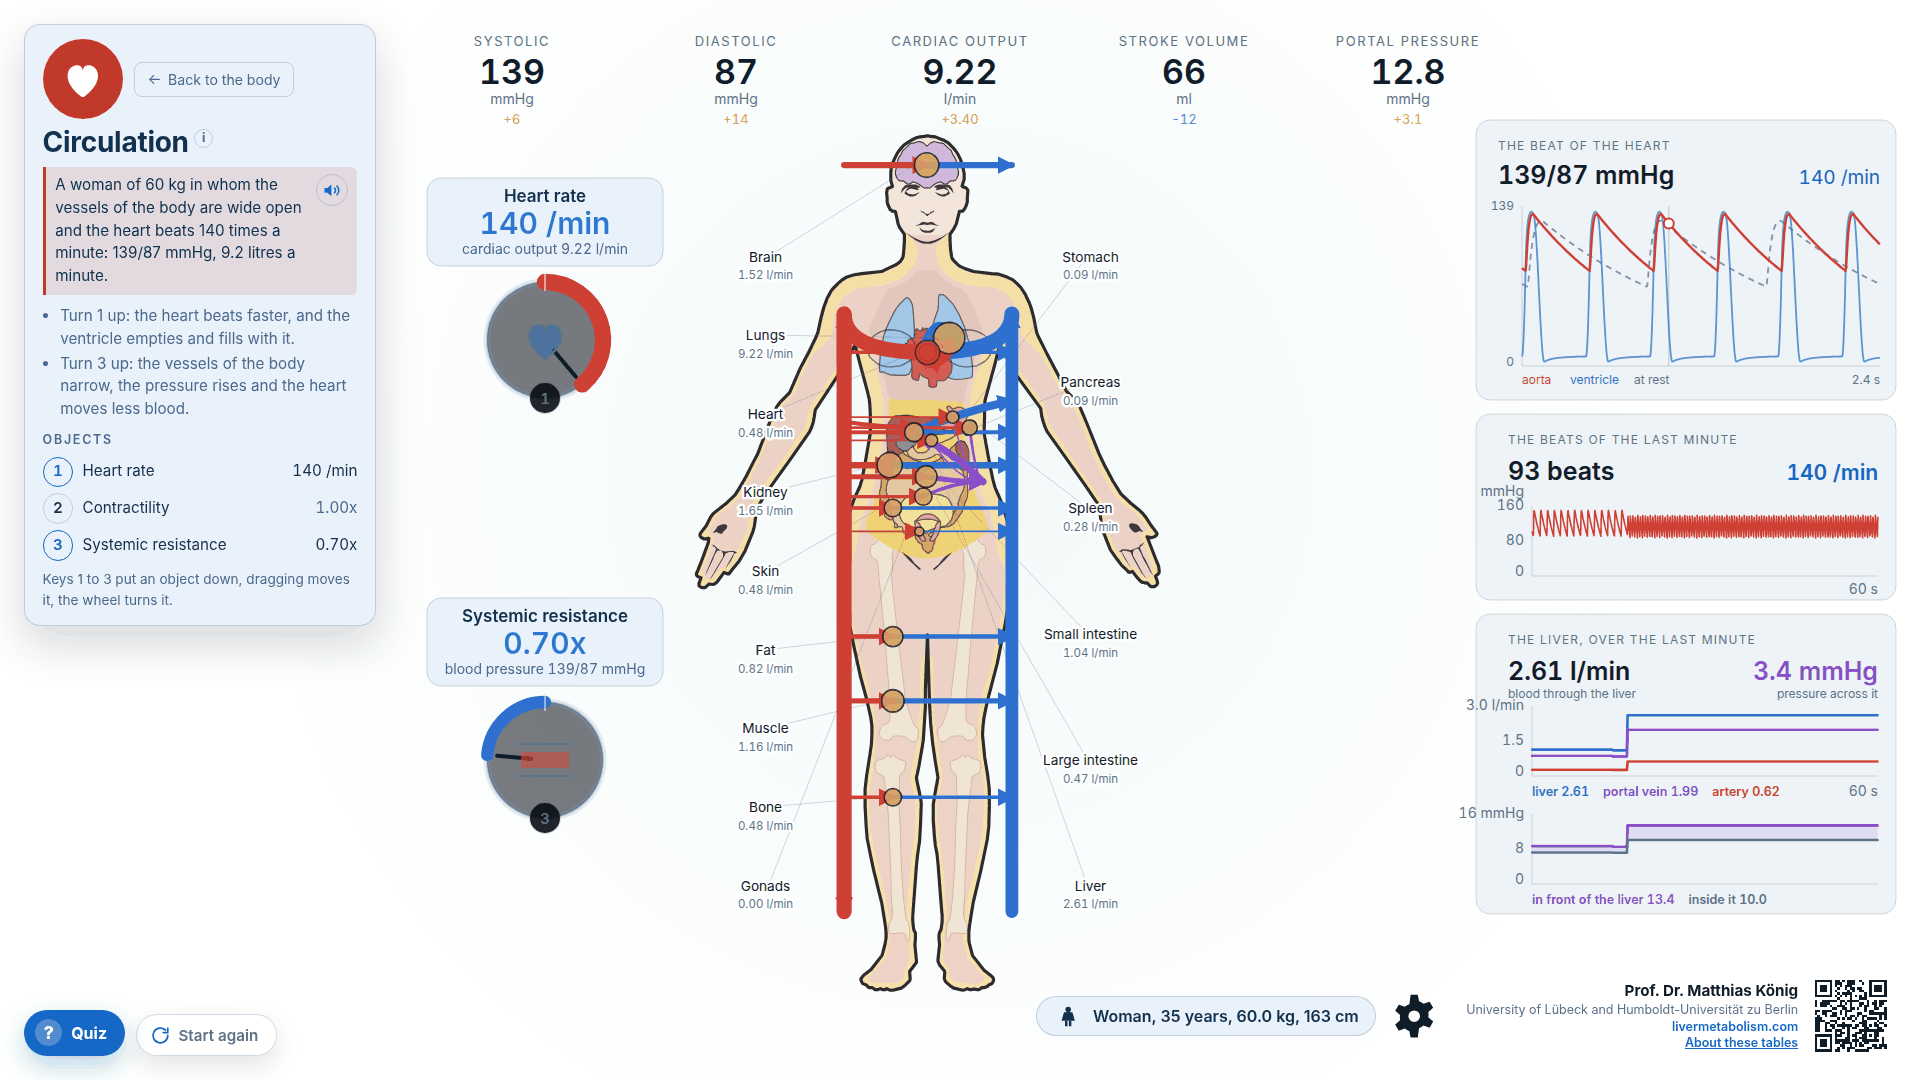 ← Back to the body
Circulation i
A woman of 60 kg in whom the
vessels of the body are wide open
and the heart beats 140 times a
minute: 139/87 mmHg, 9.2 litres a
minute.
• Turn 1 up: the heart beats faster, and the
ventricle empties and fills with it.
• Turn 3 up: the vessels of the body
narrow, the pressure rises and the heart
moves less blood.
OBJECTS
1 Heart rate 140 /min
2 Contractility 1.00x
3 Systemic resistance 0.70x
Keys 1 to 3 put an object down, dragging moves
it, the wheel turns it.
? Quiz
Start again
SYSTOLIC
139
mmHg
+6
DIASTOLIC
87
mmHg
+14
CARDIAC OUTPUT
9.22
l/min
+3.40
STROKE VOLUME
66
ml
-12
PORTAL PRESSURE
12.8
mmHg
+3.1
Heart rate
140 /min
cardiac output 9.22 l/min
1
Systemic resistance
0.70x
blood pressure 139/87 mmHg
3
Brain
1.52 l/min
Lungs
9.22 l/min
Heart
0.48 l/min
Kidney
1.65 l/min
Skin
0.48 l/min
Fat
0.82 l/min
Muscle
1.16 l/min
Bone
0.48 l/min
Gonads
0.00 l/min
Stomach
0.09 l/min
Pancreas
0.09 l/min
Spleen
0.28 l/min
Small intestine
1.04 l/min
Large intestine
0.47 l/min
Liver
2.61 l/min
THE BEAT OF THE HEART
139/87 mmHg 140 /min
139
0
aorta ventricle at rest 2.4 s
THE BEATS OF THE LAST MINUTE
93 beats 140 /min
mmHg
160
80
0
60 s
THE LIVER, OVER THE LAST MINUTE
2.61 l/min 3.4 mmHg
blood through the liver pressure across it
3.0 l/min
1.5
0
liver 2.61 portal vein 1.99 artery 0.62 60 s
16 mmHg
8
0
in front of the liver 13.4 inside it 10.0
Woman, 35 years, 60.0 kg, 163 cm
Prof. Dr. Matthias König
University of Lübeck and Humboldt-Universität zu Berlin
livermetabolism.com
About these tables